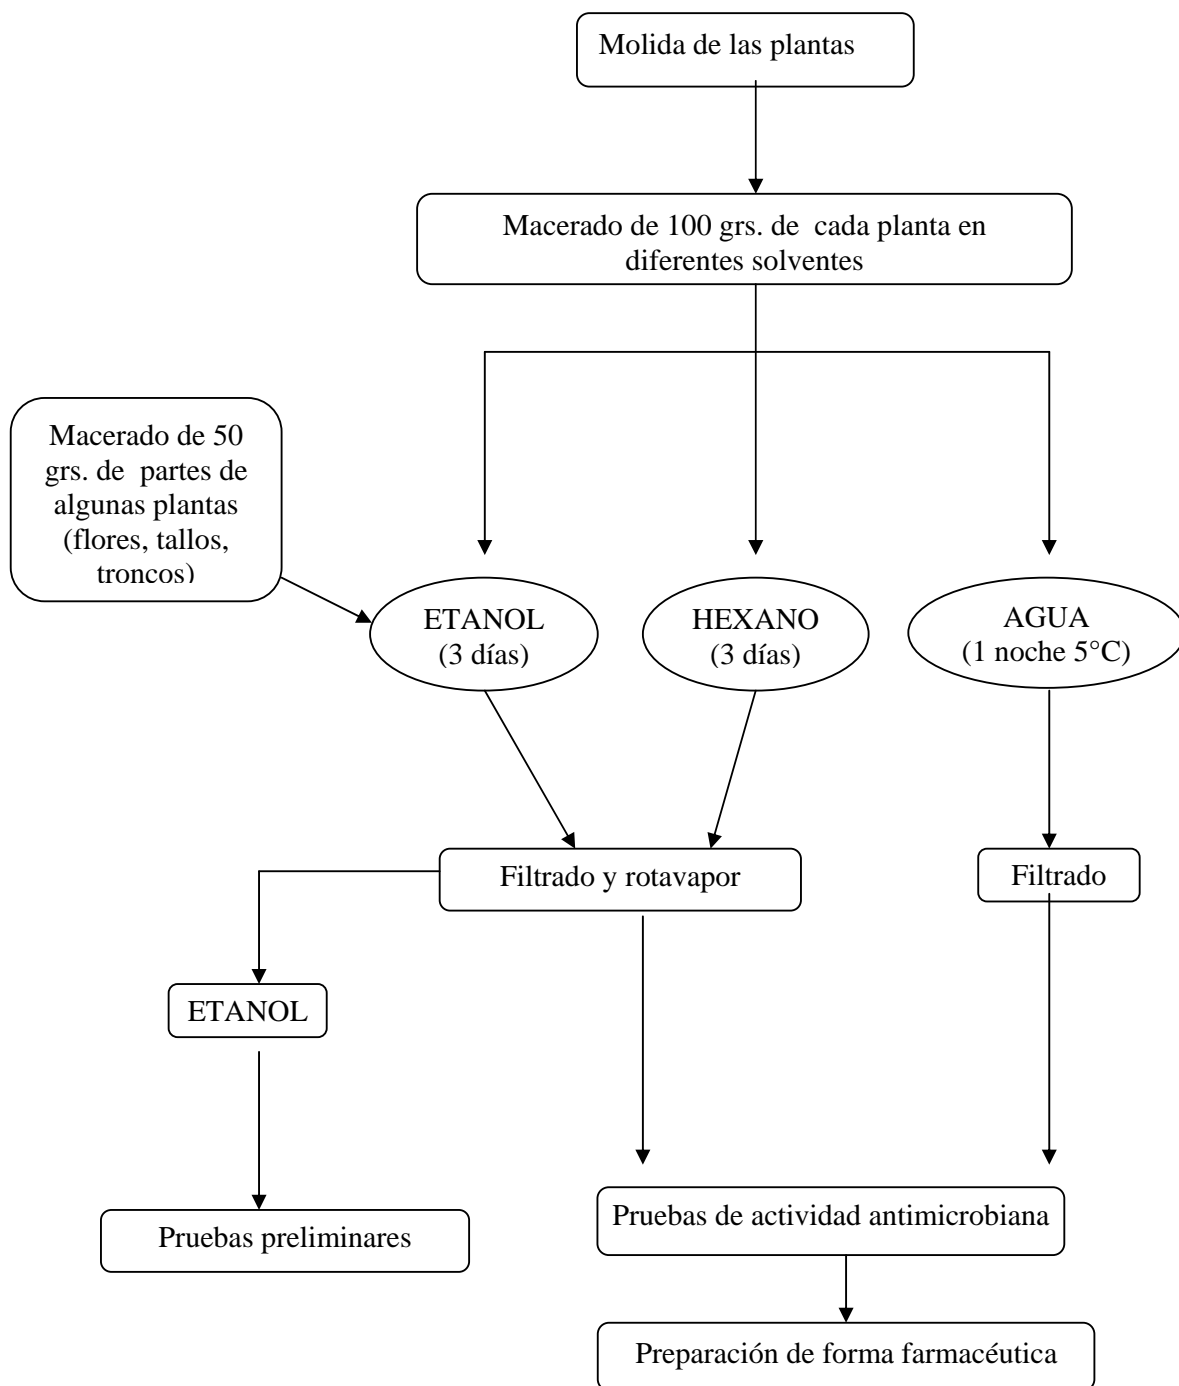 Molida de las plantas
Macerado de 100 grs. de cada planta en
diferentes solventes
Macerado de 50
grs. de partes de
algunas plantas
(flores, tallos,
troncos)
ETANOL
(3 días)
HEXANO
(3 días)
AGUA
(1 noche 5°C)
Filtrado y rotavapor
Filtrado
ETANOL
Pruebas preliminares
Pruebas de actividad antimicrobiana
Preparación de forma farmacéutica